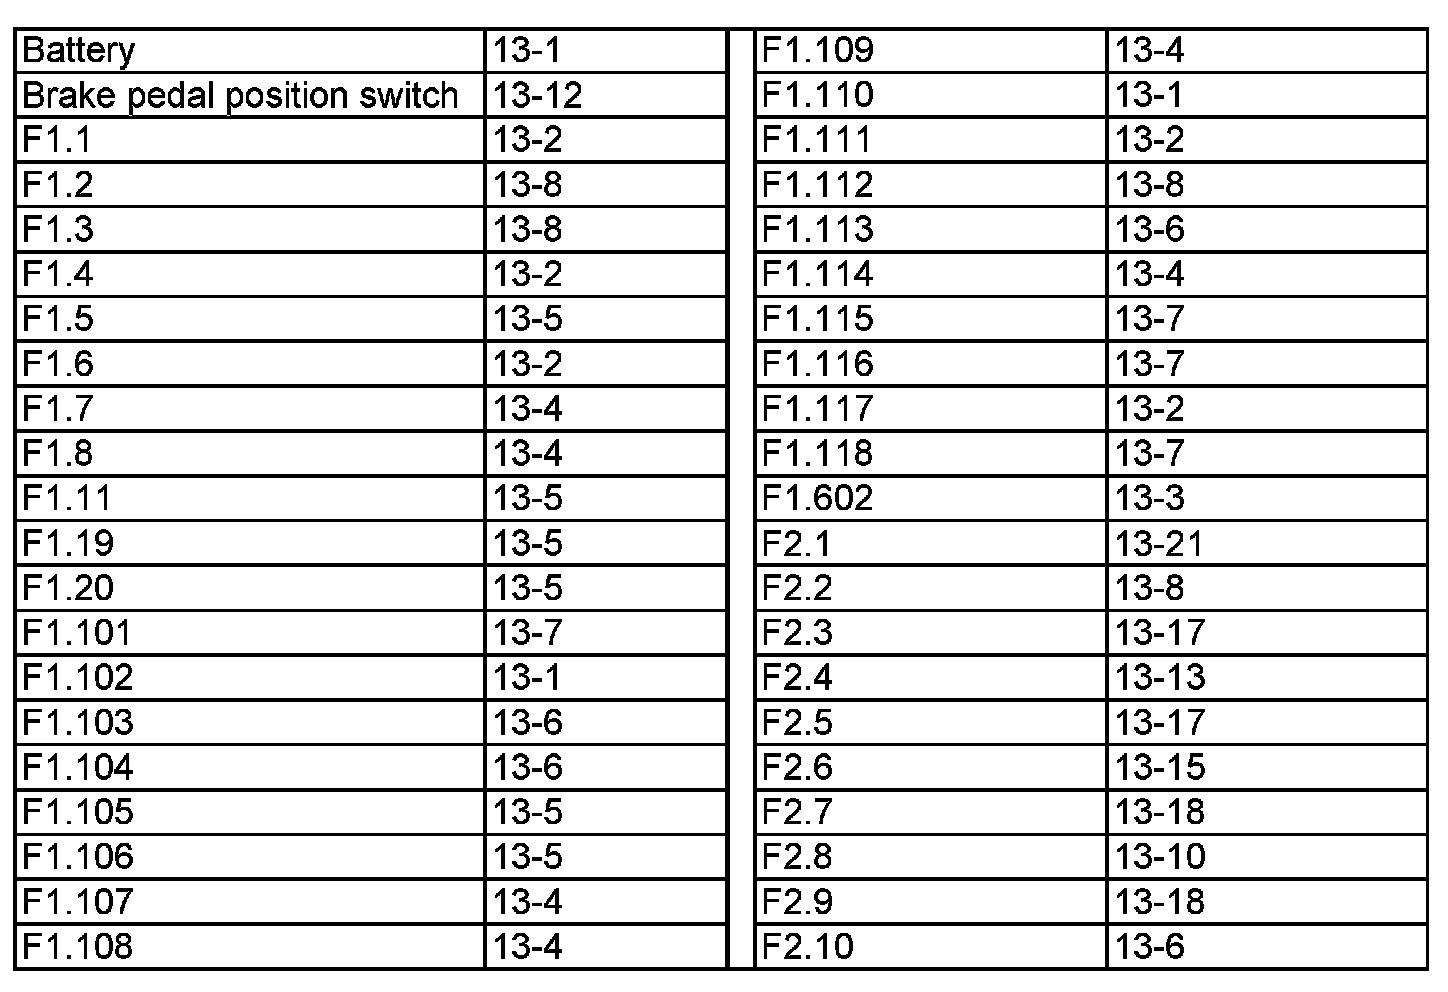 Battery 13-1 F1.109 13-4
Brake pedal position switch 13-12 F1.110 13-1
F1.1 13-2 F1.111 13-2
F1.2 13-8 F1.112 13-8
F1.3 13-8 F1.113 13-6
F1.4 13-2 F1.114 13-4
F1.5 13-5 F1.115 13-7
F1.6 13-2 F1.116 13-7
F1.7 13-4 F1.117 13-2
F1.8 13-4 F1.118 13-7
F1.11 13-5 F1.602 13-3
F1.19 13-5 F2.1 13-21
F1.20 13-5 F2.2 13-8
F1.101 13-7 F2.3 13-17
F1.102 13-1 F2.4 13-13
F1.103 13-6 F2.5 13-17
F1.104 13-6 F2.6 13-15
F1.105 13-5 F2.7 13-18
F1.106 13-5 F2.8 13-10
F1.107 13-4 F2.9 13-18
F1.108 13-4 F2.10 13-6